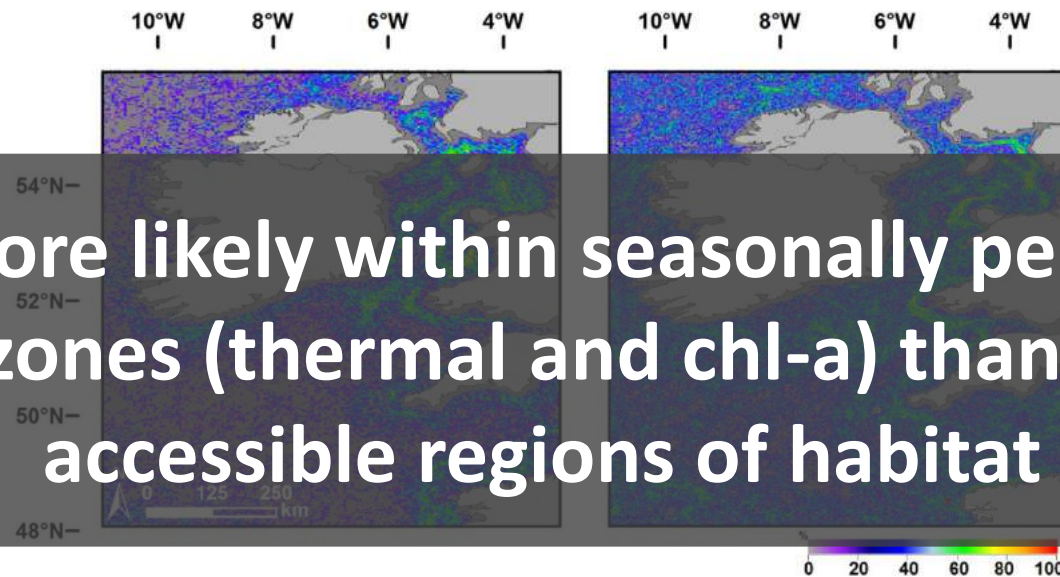 10°W 8°W 6°W 4°W 10°W 8°W 6°W 4°W
54°N
ore likely within seasonally pe
52°N
zones (thermal and chl-a) than
50°N
accessible regions of habitat
0 125 250
km
48°N
%
0 20 40 60 80 100